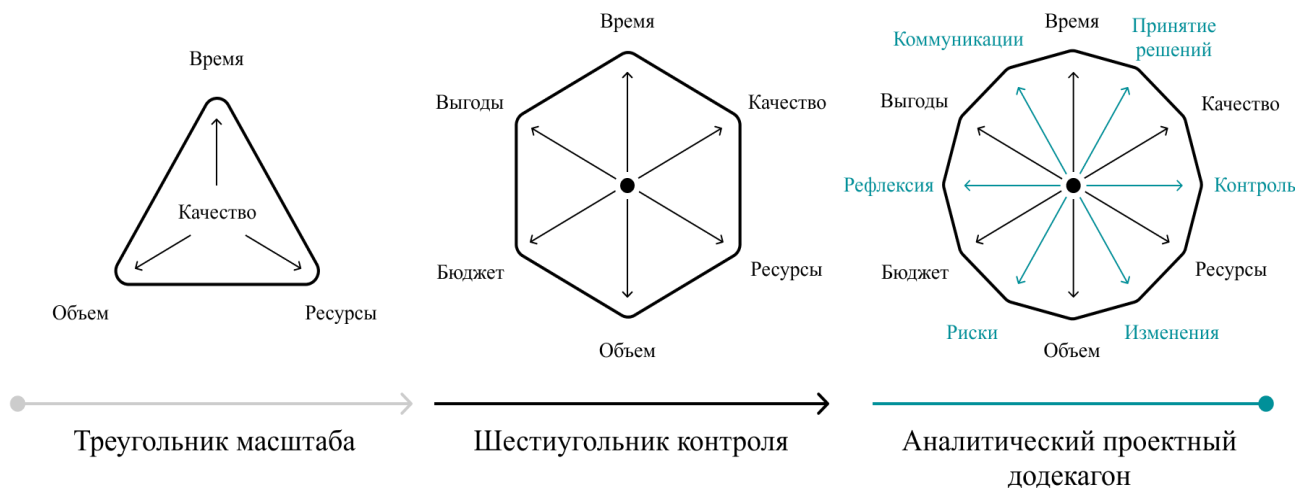 Время
Качество
Объем
Ресурсы
Треугольник масштаба
Время
Выгоды
Качество
Бюджет
Ресурсы
Объем
Шестиугольник контроля
Время
Коммуникации
Принятие
решений
Выгоды
Качество
Рефлексия
Контроль
Бюджет
Ресурсы
Риски
Изменения
Объем
Аналитический проектный
додекагон